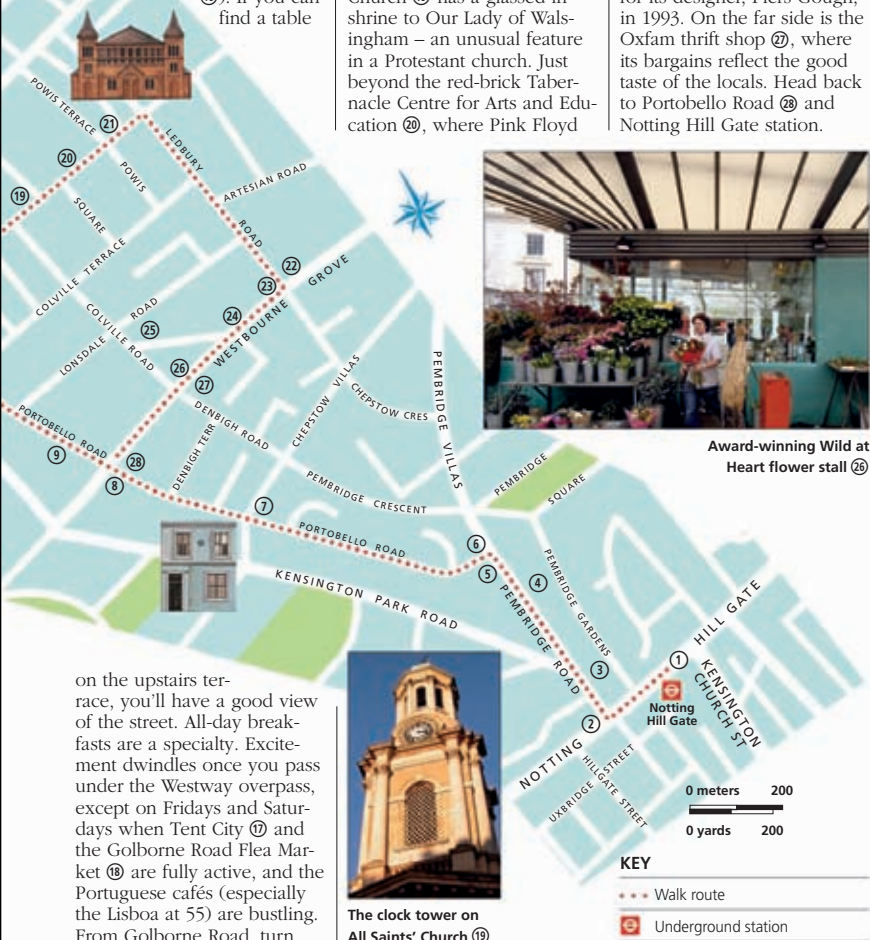 ⑯). If you can
find a table
Church ⑲ has a glassed-in
shrine to Our Lady of Wals-
ingham – an unusual feature
in a Protestant church. Just
beyond the red-brick Taber-
nacle Centre for Arts and Edu-
cation ⑳, where Pink Floyd
for its designer, Piers Gough,
in 1993. On the far side is the
Oxfam thrift shop ㉗, where
its bargains reflect the good
taste of the locals. Head back
to Portobello Road ㉘ and
Notting Hill Gate station.
POWIS TERRACE
㉑
⑳
⑲
POWIS
SQUARE
LEDBURY
ROAD
ARTESIAN ROAD
COLVILLE TERRACE
㉒
㉓
GROVE
WESTBOURNE
㉔
COLVILLE ROAD
㉕
LONSDALE
ROAD
㉖
㉗
DENBIGH ROAD
DENBIGH TERR
CHEPSTOW VILLAS
CHEPSTOW CRES
PEMBRIDGE VILLAS
PORTOBELLO ROAD
⑨
⑧
㉘
⑦
PEMBRIDGE CRESCENT
PORTOBELLO ROAD
PEMBRIDGE
SQUARE
Award-winning Wild at
Heart flower stall ㉖
⑥
⑤
④
PEMBRIDGE GARDENS
PEMBRIDGE ROAD
KENSINGTON PARK ROAD
③
①
HILL GATE
②
NOTTING
Notting
Hill Gate
KENSINGTON
CHURCH ST
UXBRIDGE STREET
HILLGATE STREET
0 meters 200
0 yards 200
on the upstairs ter-
race, you'll have a good view
of the street. All-day break-
fasts are a specialty. Excite-
ment dwindles once you pass
under the Westway overpass,
except on Fridays and Satur-
days when Tent City ⑰ and
the Golborne Road Flea Mar-
ket ⑱ are fully active, and the
Portuguese cafés (especially
the Lisboa at 55) are bustling.
From Golborne Road, turn
The clock tower on
All Saints' Church ⑲
KEY
Walk route
Underground station